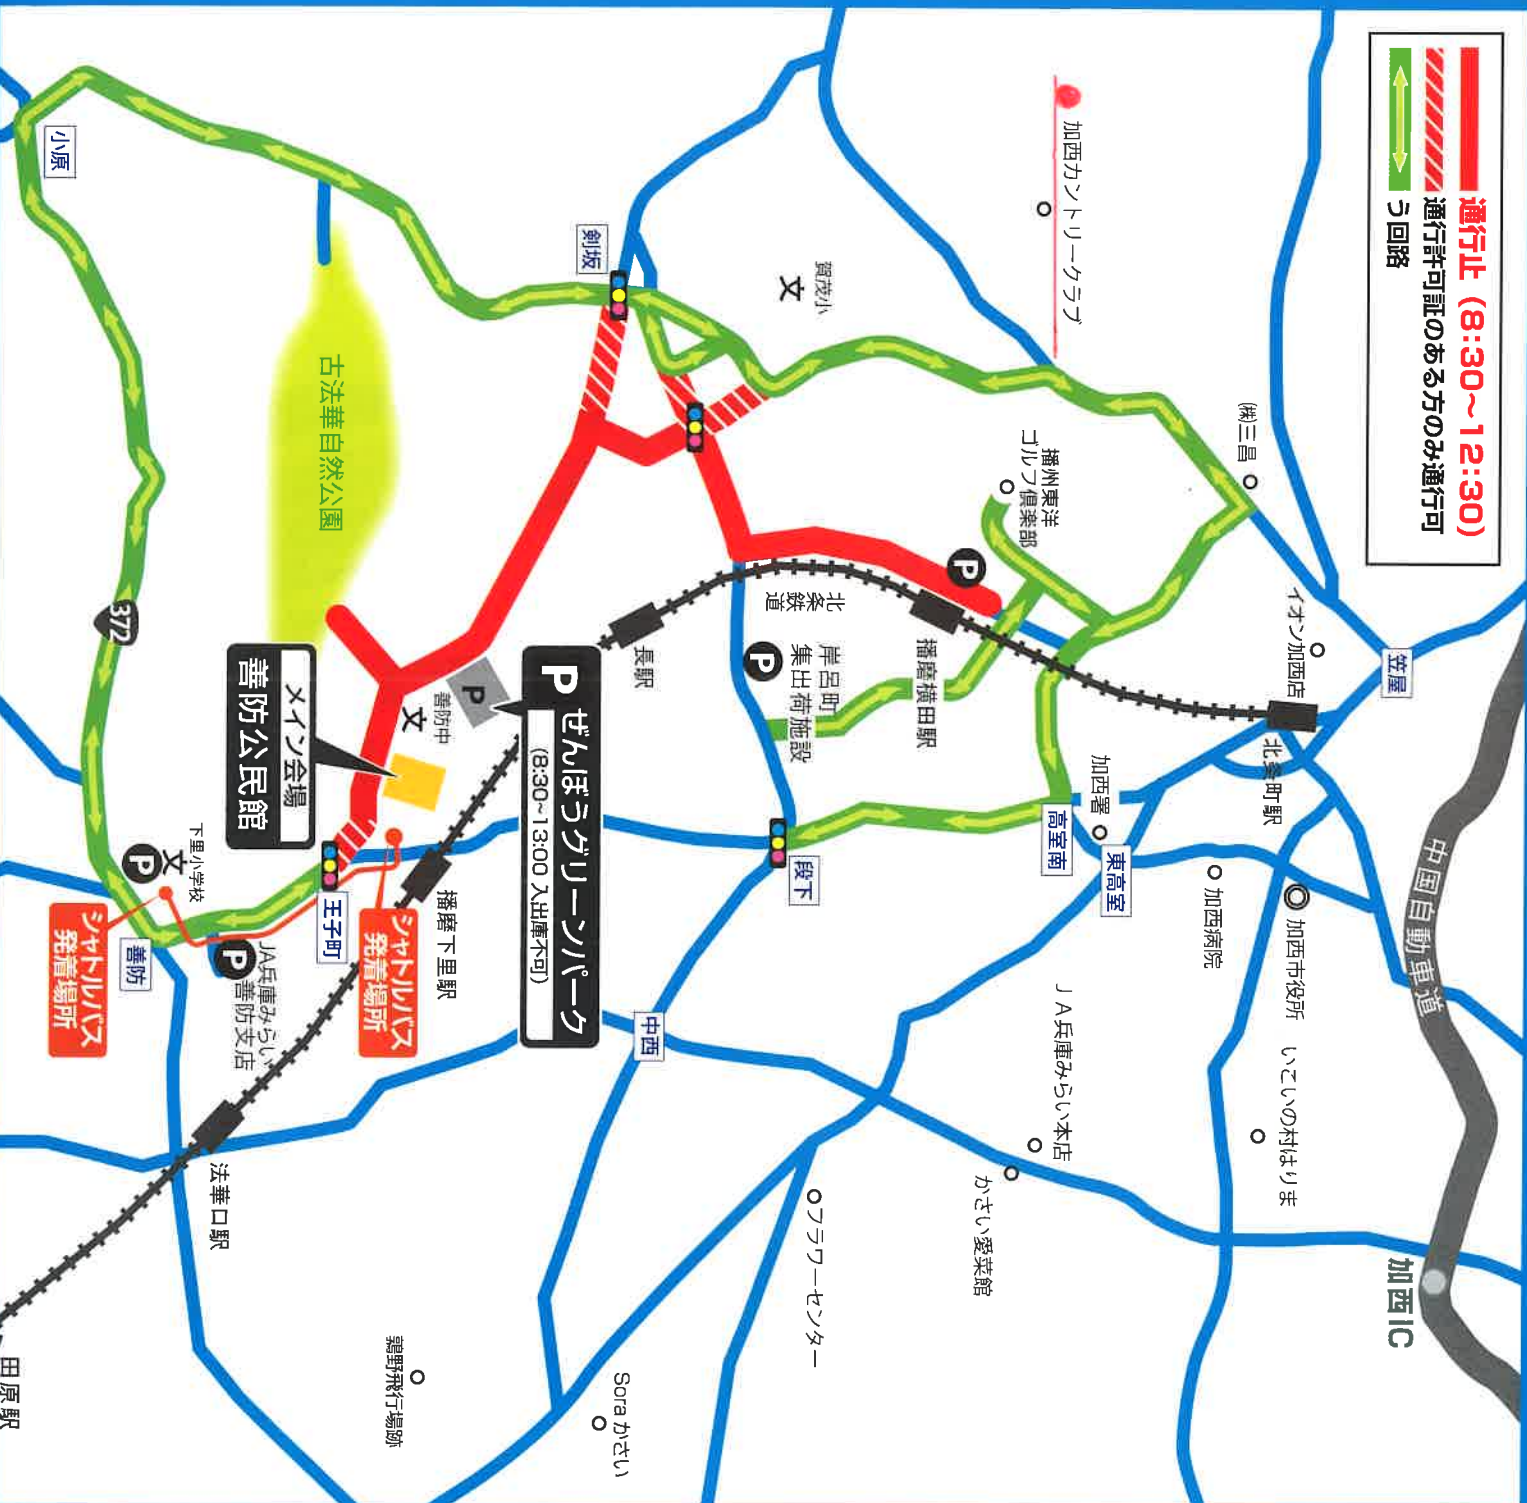 通行止（8:30～12:30）
通行許可証のある方のみ通行可
う回路
中国自動車道
加西IC
笠屋
イオン加西店
㈱三昌
北条町駅
加西市役所
いこいの村はりま
加西病院
加西署
東高室
高室南
加西カントリークラブ
播州東洋
ゴルフ倶楽部
P
JA兵庫みらい本店
かさい愛菜館
播磨横田駅
賀茂小
文
北条鉄道
岸呂町
集出荷施設
P
段下
フラワーセンター
剣坂
長駅
中西
Soraかさい
P ぜんぼうグリーンパーク
(8:30~13:00 入出庫不可)
P
善防中
文
播磨下里駅
シャトルバス
発着場所
鶉野飛行場跡
古法華自然公園
メイン会場
善防公民館
王子町
JA兵庫みらい
善防支店
P
法華口駅
下里小学校
文
P
善防
372
シャトルバス
発着場所
小原
田原駅